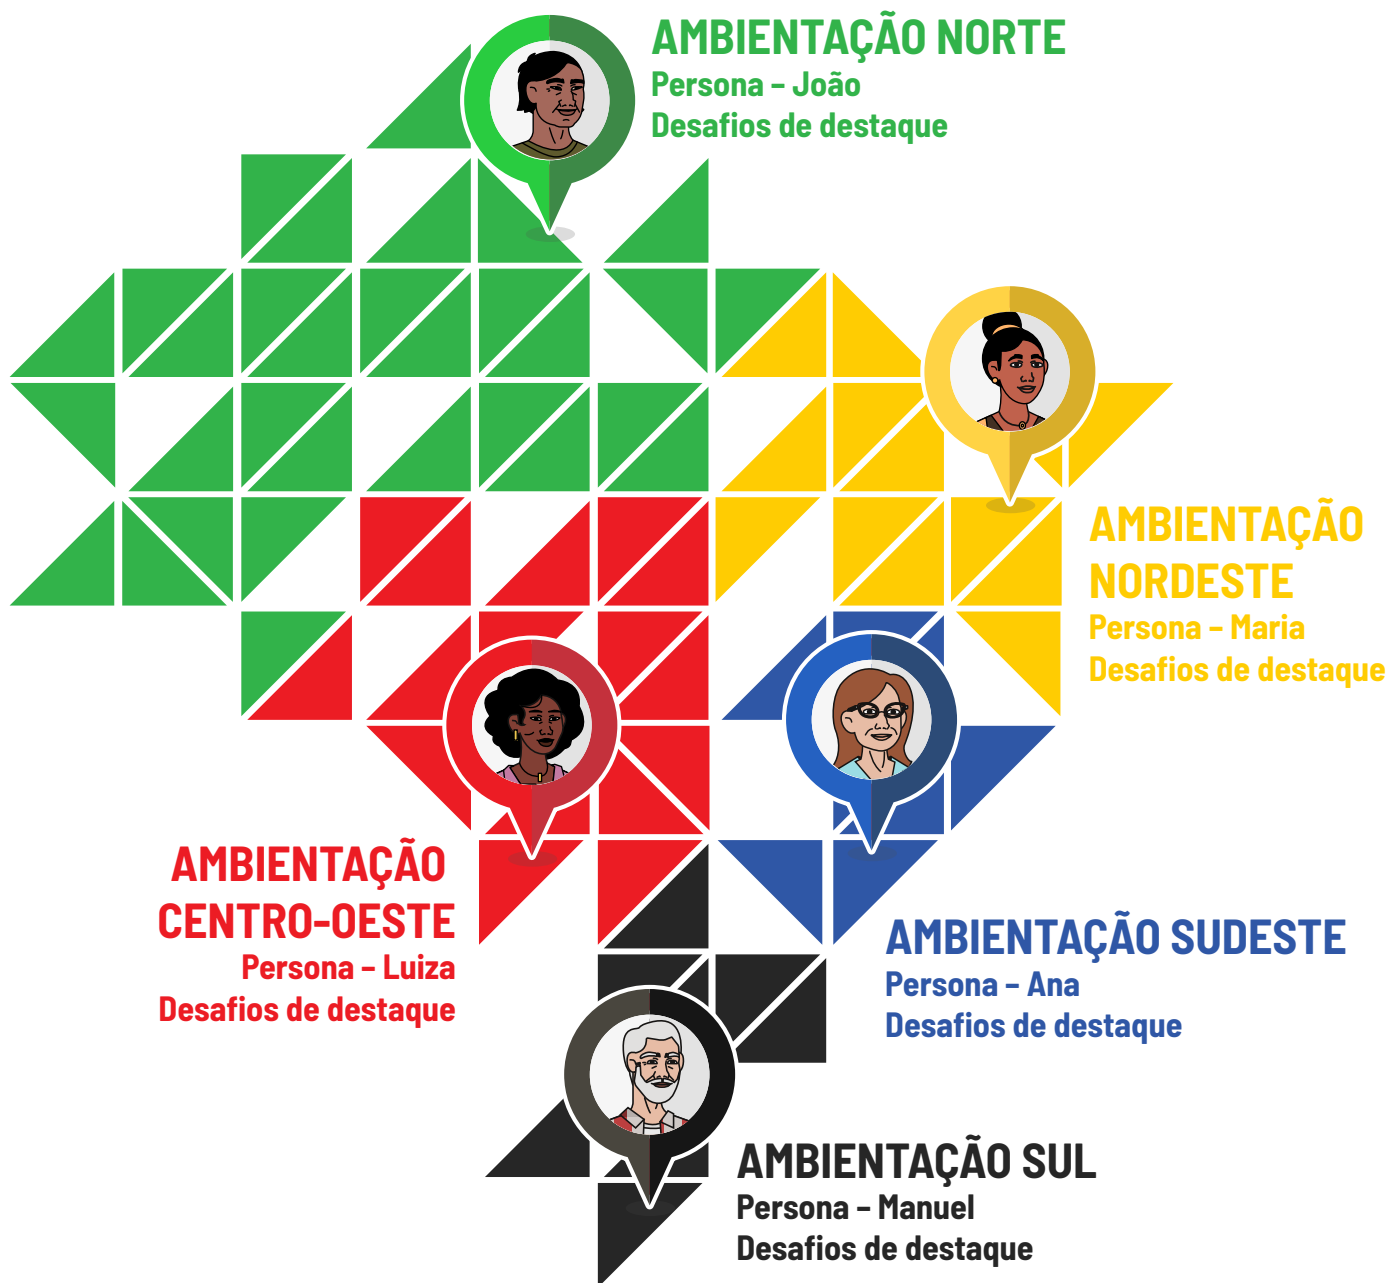 AMBIENTAÇÃO NORTE
Persona – João
Desafios de destaque
AMBIENTAÇÃO
NORDESTE
Persona – Maria
Desafios de destaque
AMBIENTAÇÃO
CENTRO-OESTE
Persona – Luiza
Desafios de destaque
AMBIENTAÇÃO SUDESTE
Persona – Ana
Desafios de destaque
AMBIENTAÇÃO SUL
Persona – Manuel
Desafios de destaque